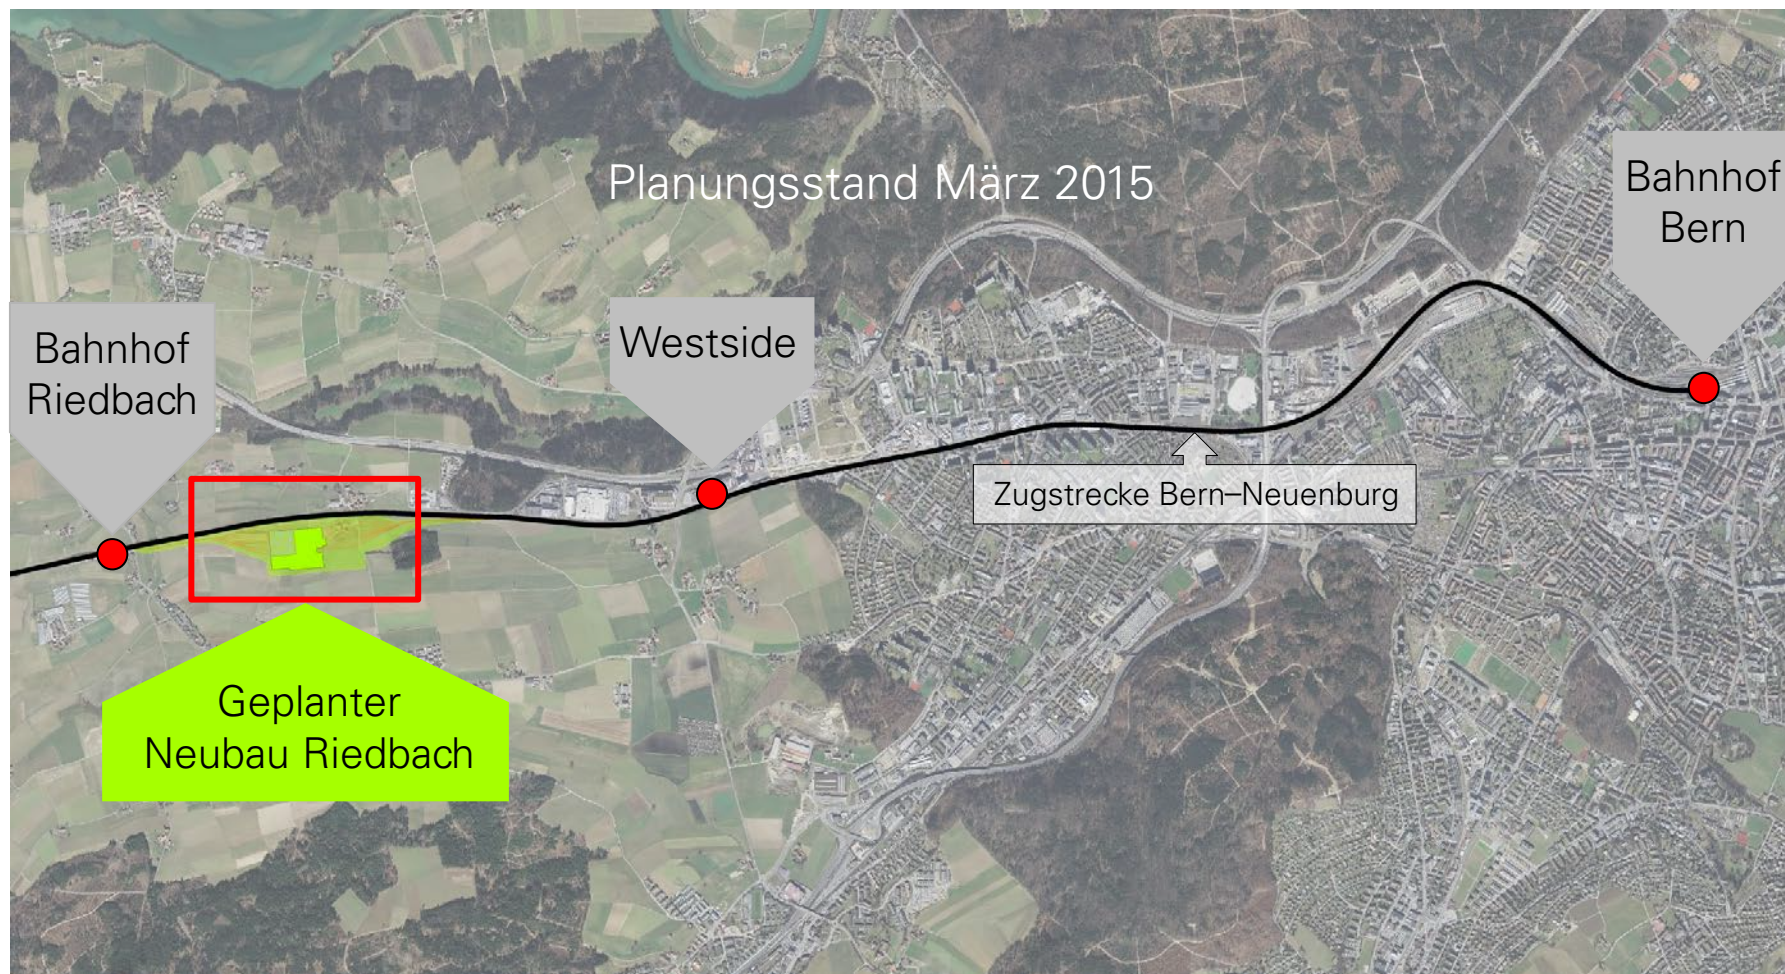 Planungsstand März 2015
Bahnhof
Bern
Westside
Bahnhof
Riedbach
Zugstrecke Bern–Neuenburg
Geplanter
Neubau Riedbach